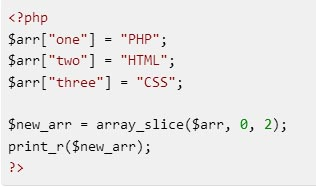 <?php
$arr["one"] = "PHP";
$arr["two"] = "HTML";
$arr["three"] = "CSS";
$new_arr = array_slice($arr, 0, 2);
print_r($new_arr);
?>